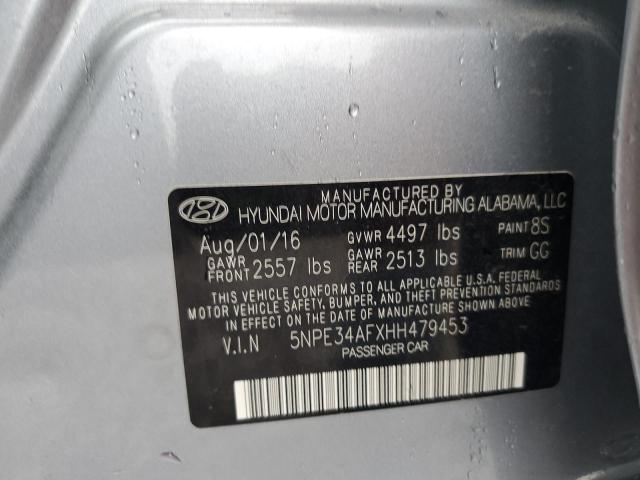 MANUFACTURED BY
HYUNDAI MOTOR MANUFACTURING ALABAMA, LLC
Aug/01/16 GVWR 4497 lbs PAINT 8S
GAWR FRONT 2557 lbs GAWR REAR 2513 lbs TRIM GG
THIS VEHICLE CONFORMS TO ALL APPLICABLE U.S.A. FEDERAL
MOTOR VEHICLE SAFETY, BUMPER, AND THEFT PREVENTION
STANDARDS IN EFFECT ON THE DATE OF MANUFACTURE SHOWN ABOVE.
V.I.N 5NPE34AFXHH479453
PASSENGER CAR